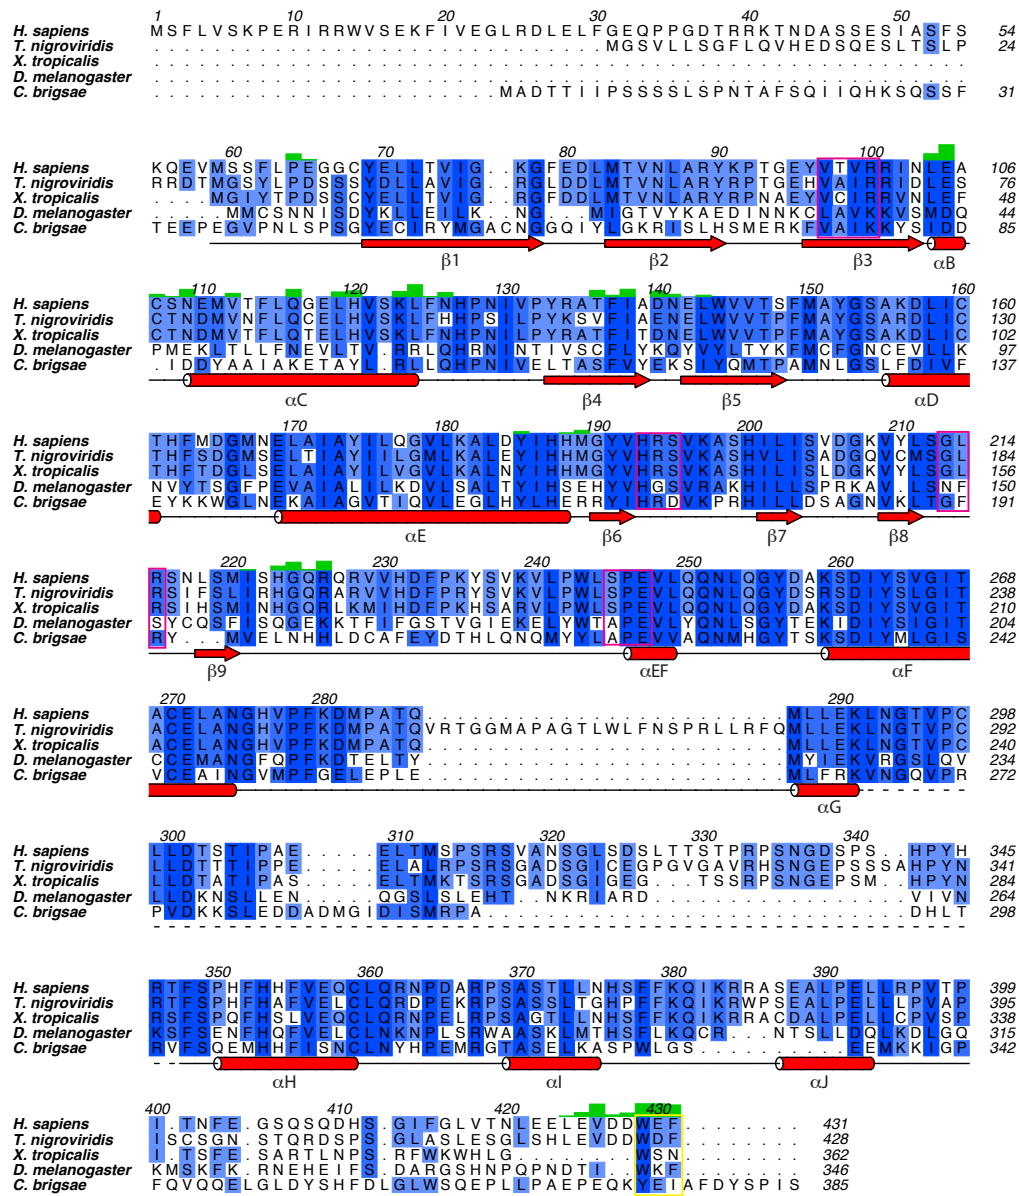 1 10 20 30 40 50
H. sapiens MSFLVSKPERIRRWVSEKFIVEGLRDLELFGEQPPGDTRRKTNDASSESIASFS 54
T. nigroviridis ..............................MGSVLLSGFLQVHEDSQESLTSLP 24
X. tropicalis ......................................................
D. melanogaster ......................................................
C. brigsae .......................MADTTIIPSSSSLSPNTAFSQIIQHKSQSSF 31
60 70 80 90 100
H. sapiens KQEVMSSFLPEGGCYELLTVIG..KGFEDLMTVNLARYKPTGEYVTVRRINLEA 106
T. nigroviridis RRDTMGSYLPDSSSYDLLAVIG..RGLDDLMTVNLARYRPTGEHVAIRRIDLES 76
X. tropicalis ....MGIYTPDSSCYELLTVIG..RGFDDLMTVNLARYRPNAEYVCIRRVNLEF 48
D. melanogaster .....MMCSNNISDYKLLEILK..NG...MIGTVYKAEDINNKCLAVKKVSMDQ 44
C. brigsae TEEPEGVPNLSPSGYECIRYMGACNGGQIYLGKRISLHSMERKFVAIKKYSIDD 85
β1 β2 β3 αB
110 120 130 140 150 160
H. sapiens CSNEMVTFLQGELHVSKLFNHPNIVPYRATFIADNELWVVTSFMAYGSAKDLIC 160
T. nigroviridis CTNDMVNFLQCELHVSKLFHHPSILPYKSVFIAENELWVVTPFMAYGSARDLIC 130
X. tropicalis CTNDMVTFLQTELHVSKLFNHPNILPYRATFITDNELWVVTPFMAYGSAKDLIC 102
D. melanogaster PMEKLTLLFNEVLTV.RRLQHRNINTIVSCFLYKQYVYLTYKFMCFGNCEVLLK 97
C. brigsae .IDDYAAIAKETAYL.RLLQHPNIVELTASFVYEKSIYQMTPAMNLGSLFDIVF 137
αC β4 β5 αD
170 180 190 200 210
H. sapiens THFMDGMNELAIAYILQGVLKALDYIHHMGYVHRSVKASHILISVDGKVYLSGL 214
T. nigroviridis THFSDGMSELTIAYILQGMLKALDYIHHMGYVHRSVKASHVLISADGQVCMSGL 184
X. tropicalis THFTDGLSELAIAYILVGVLKALNYIHHMGYVHRSVKASHILISLDGKVYLSGL 156
D. melanogaster NVYTSGFPEVAIALILKDVLSALTYIHSEHYVHGSVRAKHILLSPRKAV.LSNF 150
C. brigsae EYKKWGLNEKAIAGVTIQVLEGLHYLHERRYIHRDVKPRHILLDSAGNVKLTGF 191
αE β6 β7 β8
220 230 240 250 260
H. sapiens RSNLSMISHGQRQRVVHDFPKYSVKVLPWLSPEVLQQNLQGYDAKSDIYSVGIT 268
T. nigroviridis RSIFSLIRHGQRARVVHDFPQYSVKVLPWLSPEVLQQNLQGYDFRSDIYSLGIT 238
X. tropicalis RSIHSMINHGQRLKMIHDFPKHSARVLPWLSPEVLQQNLQGYDAKSDIYSVGIT 210
D. melanogaster SYCQSFISQGEKKTFIFGSTVGIEKELYWTAPEVLYQNLSGYTEKIDIYSIGIT 204
C. brigsae RY...MVELNHHLDCAFEYDTHLQNQMYYLAPEVVAQNMHGYTSKSDIYMLGIS 242
β9 αEF αF
270 280 290
H. sapiens ACELANGHVPFKDMPATQ........................MLLEKLNGTVPC 298
T. nigroviridis ACELANGHVPFKDMPATQVRTGGMAPAGTLWLFNSPRLLRFQMLLEKLNGTVPC 292
X. tropicalis ACELANGHVPFKDMPATQ........................MLLEKLNGTVPC 240
D. melanogaster CCEMANGFQPFKDTELTY........................MYIEKVRGSLQV 234
C. brigsae VCEAINGVMPFGELEPLE........................MLFRKVNGQVPR 272
αG
300 310 320 330 340
H. sapiens LLDTSTIPAE.....ELTMSPSRSVANSGLSDSLTTSTPRPSNGDSPS..HPYH 345
T. nigroviridis LLDTTTIPPE.....ELALRPSRSGADSGICEGPGVGAVRHSNGEPSSSAHPYN 341
X. tropicalis LLDTATIPAS.....ELTMKTSRSGADSGIGEG...TSSRPSNGEPSM..HPYN 284
D. melanogaster LLDKNSLLEN.....QGSLSLEHT..NKRIARD.................VIVN 264
C. brigsae PVDKKSLEDDADMGIDISMRPA............................DHLT 298
350 360 370 380 390
H. sapiens RTFSPHFHHFVEQCLQRNPDARPSASTLLNHSFFKQIKRRASEALPELLRPVTP 399
T. nigroviridis RTFSPHFHAFVELCLQRDPEKRPSASSLLTGHPFFKQIKRWPSEALPELLLPVAP 395
X. tropicalis RSFSPQFHSLVEQCLQRNPELRPSAGTLLNHSFFKQIKRRACDALPELLCPVSP 338
D. melanogaster KSFSENFHQFVELCLNKNPLSRWAASKLMTHSFLKQCR...NTSLLDQLKDLGQ 315
C. brigsae RVFSQEMHHFISNCLNYHPEMRGTASELKASPWLGS..........EEMKKIGP 342
αH αI αJ
400 410 420 430
H. sapiens I.TNFE.GSQSQDHS.GIFGLVTNLEELEVDDWEF........ 431
T. nigroviridis ISCSGN.STQRDSPS.GLASLESGLSHLEVDDWDF........ 428
X. tropicalis I.TSFE.SARTLNPS.RFWKWHLG........WSN........ 362
D. melanogaster KMSKFK.RNEHEIFS.DARGSHNPQPNDTI..WKF........ 346
C. brigsae FQVQQELGLDYSHFDLGLWSQEPLLPAEPEQKYEIAFDYSPIS 385